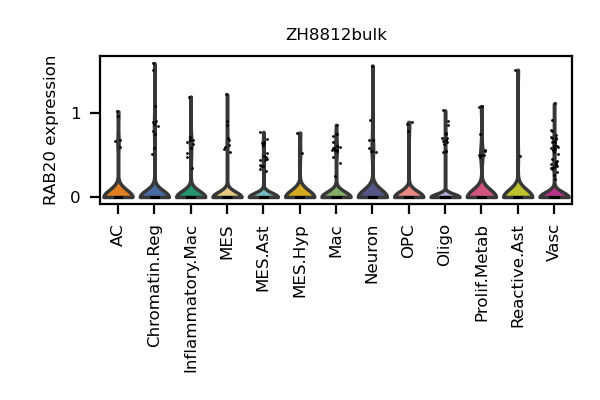 ZH8812bulk
RAB20 expression
1
0
AC
Chromatin.Reg
Inflammatory.Mac
MES
MES.Ast
MES.Hyp
Mac
Neuron
OPC
Oligo
Prolif.Metab
Reactive.Ast
Vasc